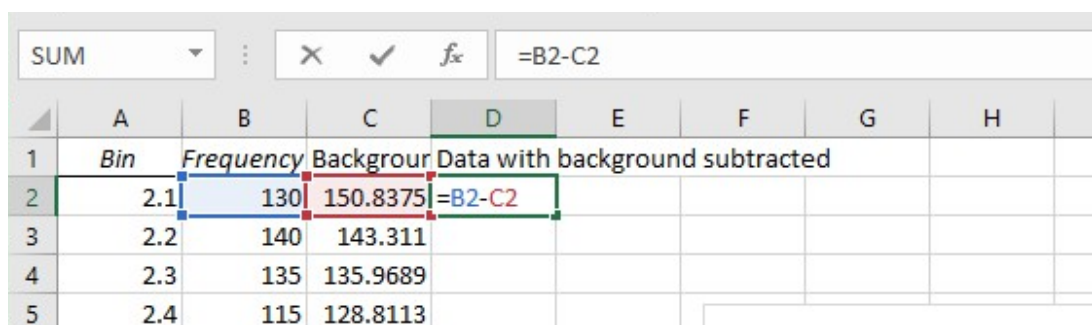 SUM fx =B2-C2
A B C D E F G H
1 Bin Frequency Backgrour Data with background subtracted
2 2.1 130 150.8375 =B2-C2
3 2.2 140 143.311
4 2.3 135 135.9689
5 2.4 115 128.8113